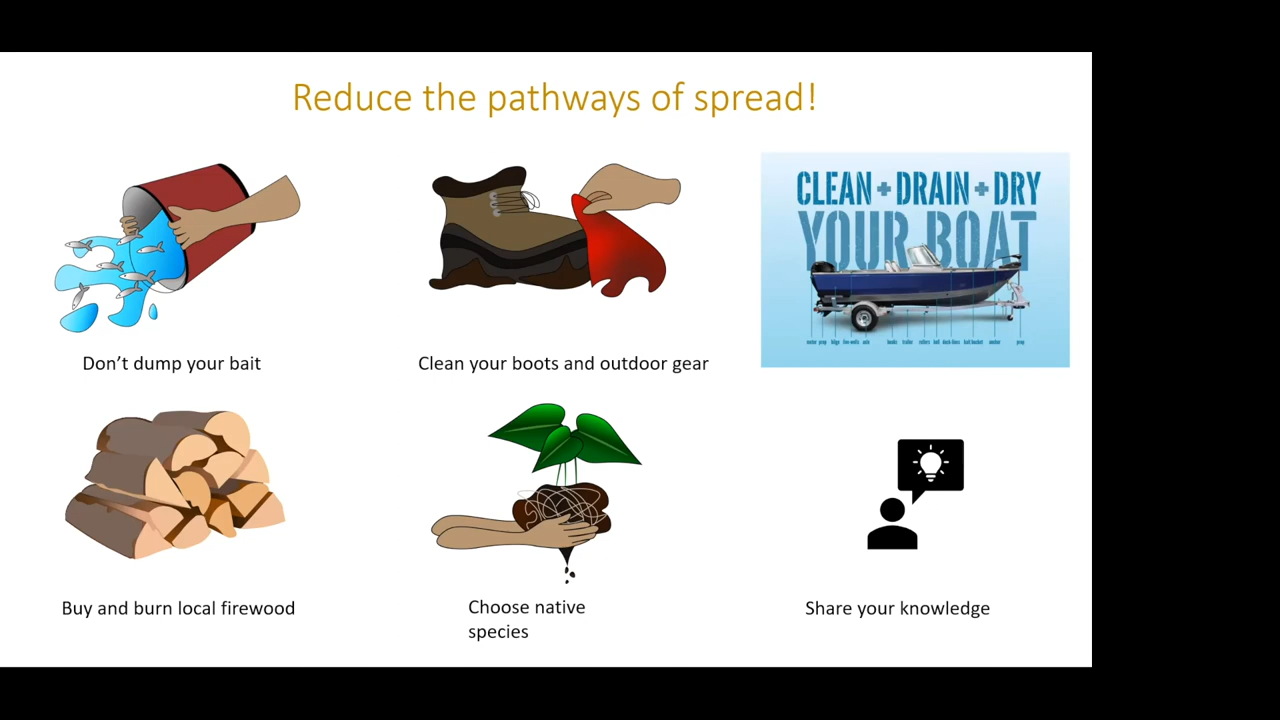 Reduce the pathways of spread!
CLEAN + DRAIN + DRY
YOUR BOAT
Don't dump your bait
Clean your boots and outdoor gear
Buy and burn local firewood
Choose native
species
Share your knowledge